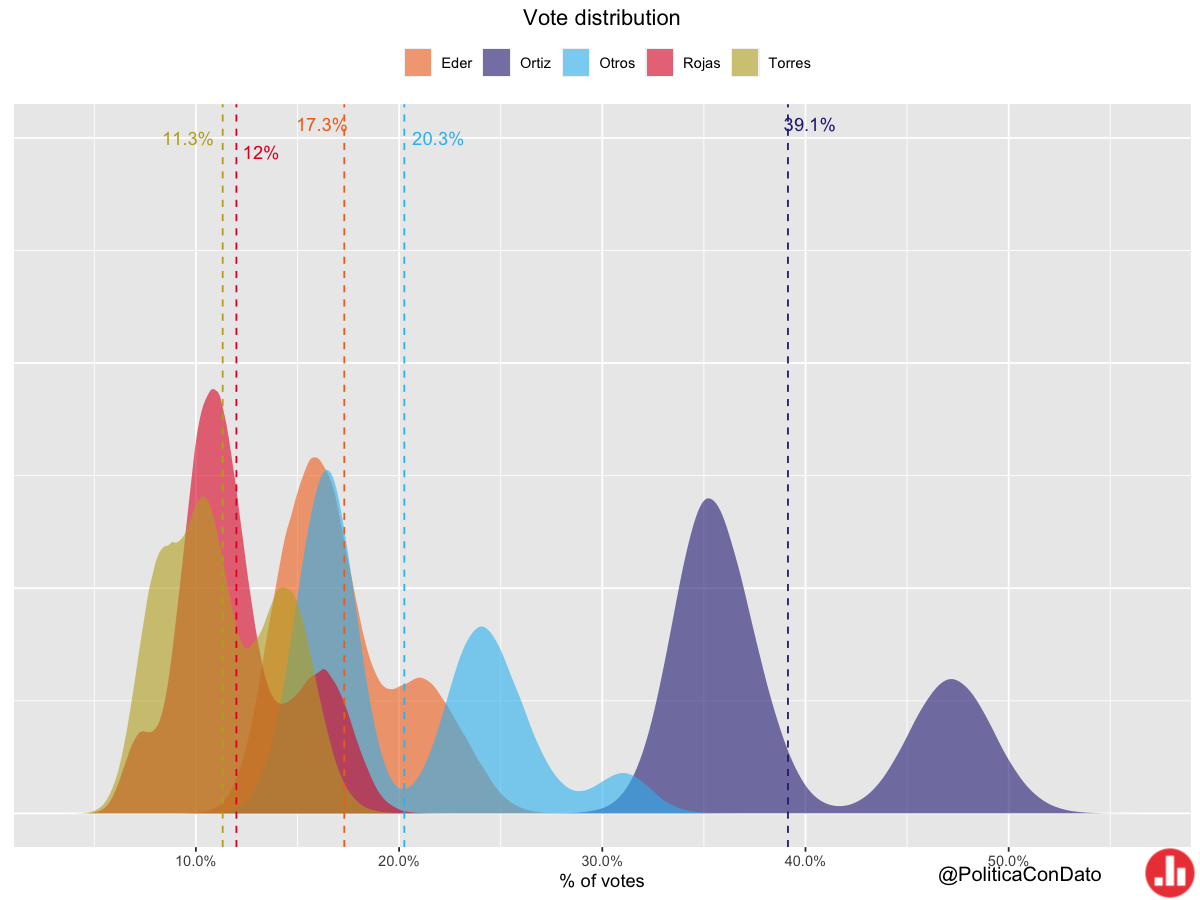 Vote distribution
Eder Ortiz Otros Rojas Torres
17.3% 39.1%
11.3% 20.3%
12%
10.0% 20.0% 30.0% 40.0% 50.0%
% of votes
@PoliticaConDato